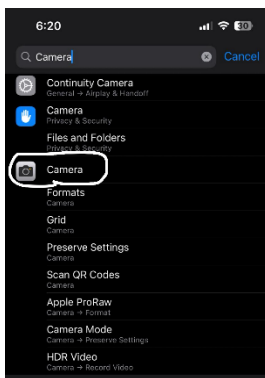 6:20
30
Camera
Cancel
Continuity Camera
General → Airplay & Handoff
Camera
Privacy & Security
Files and Folders
Privacy & Security
Camera
Formats
Camera
Grid
Camera
Preserve Settings
Camera
Scan QR Codes
Camera
Apple ProRaw
Camera → Format
Camera Mode
Camera → Preserve Settings
HDR Video
Camera → Record Video